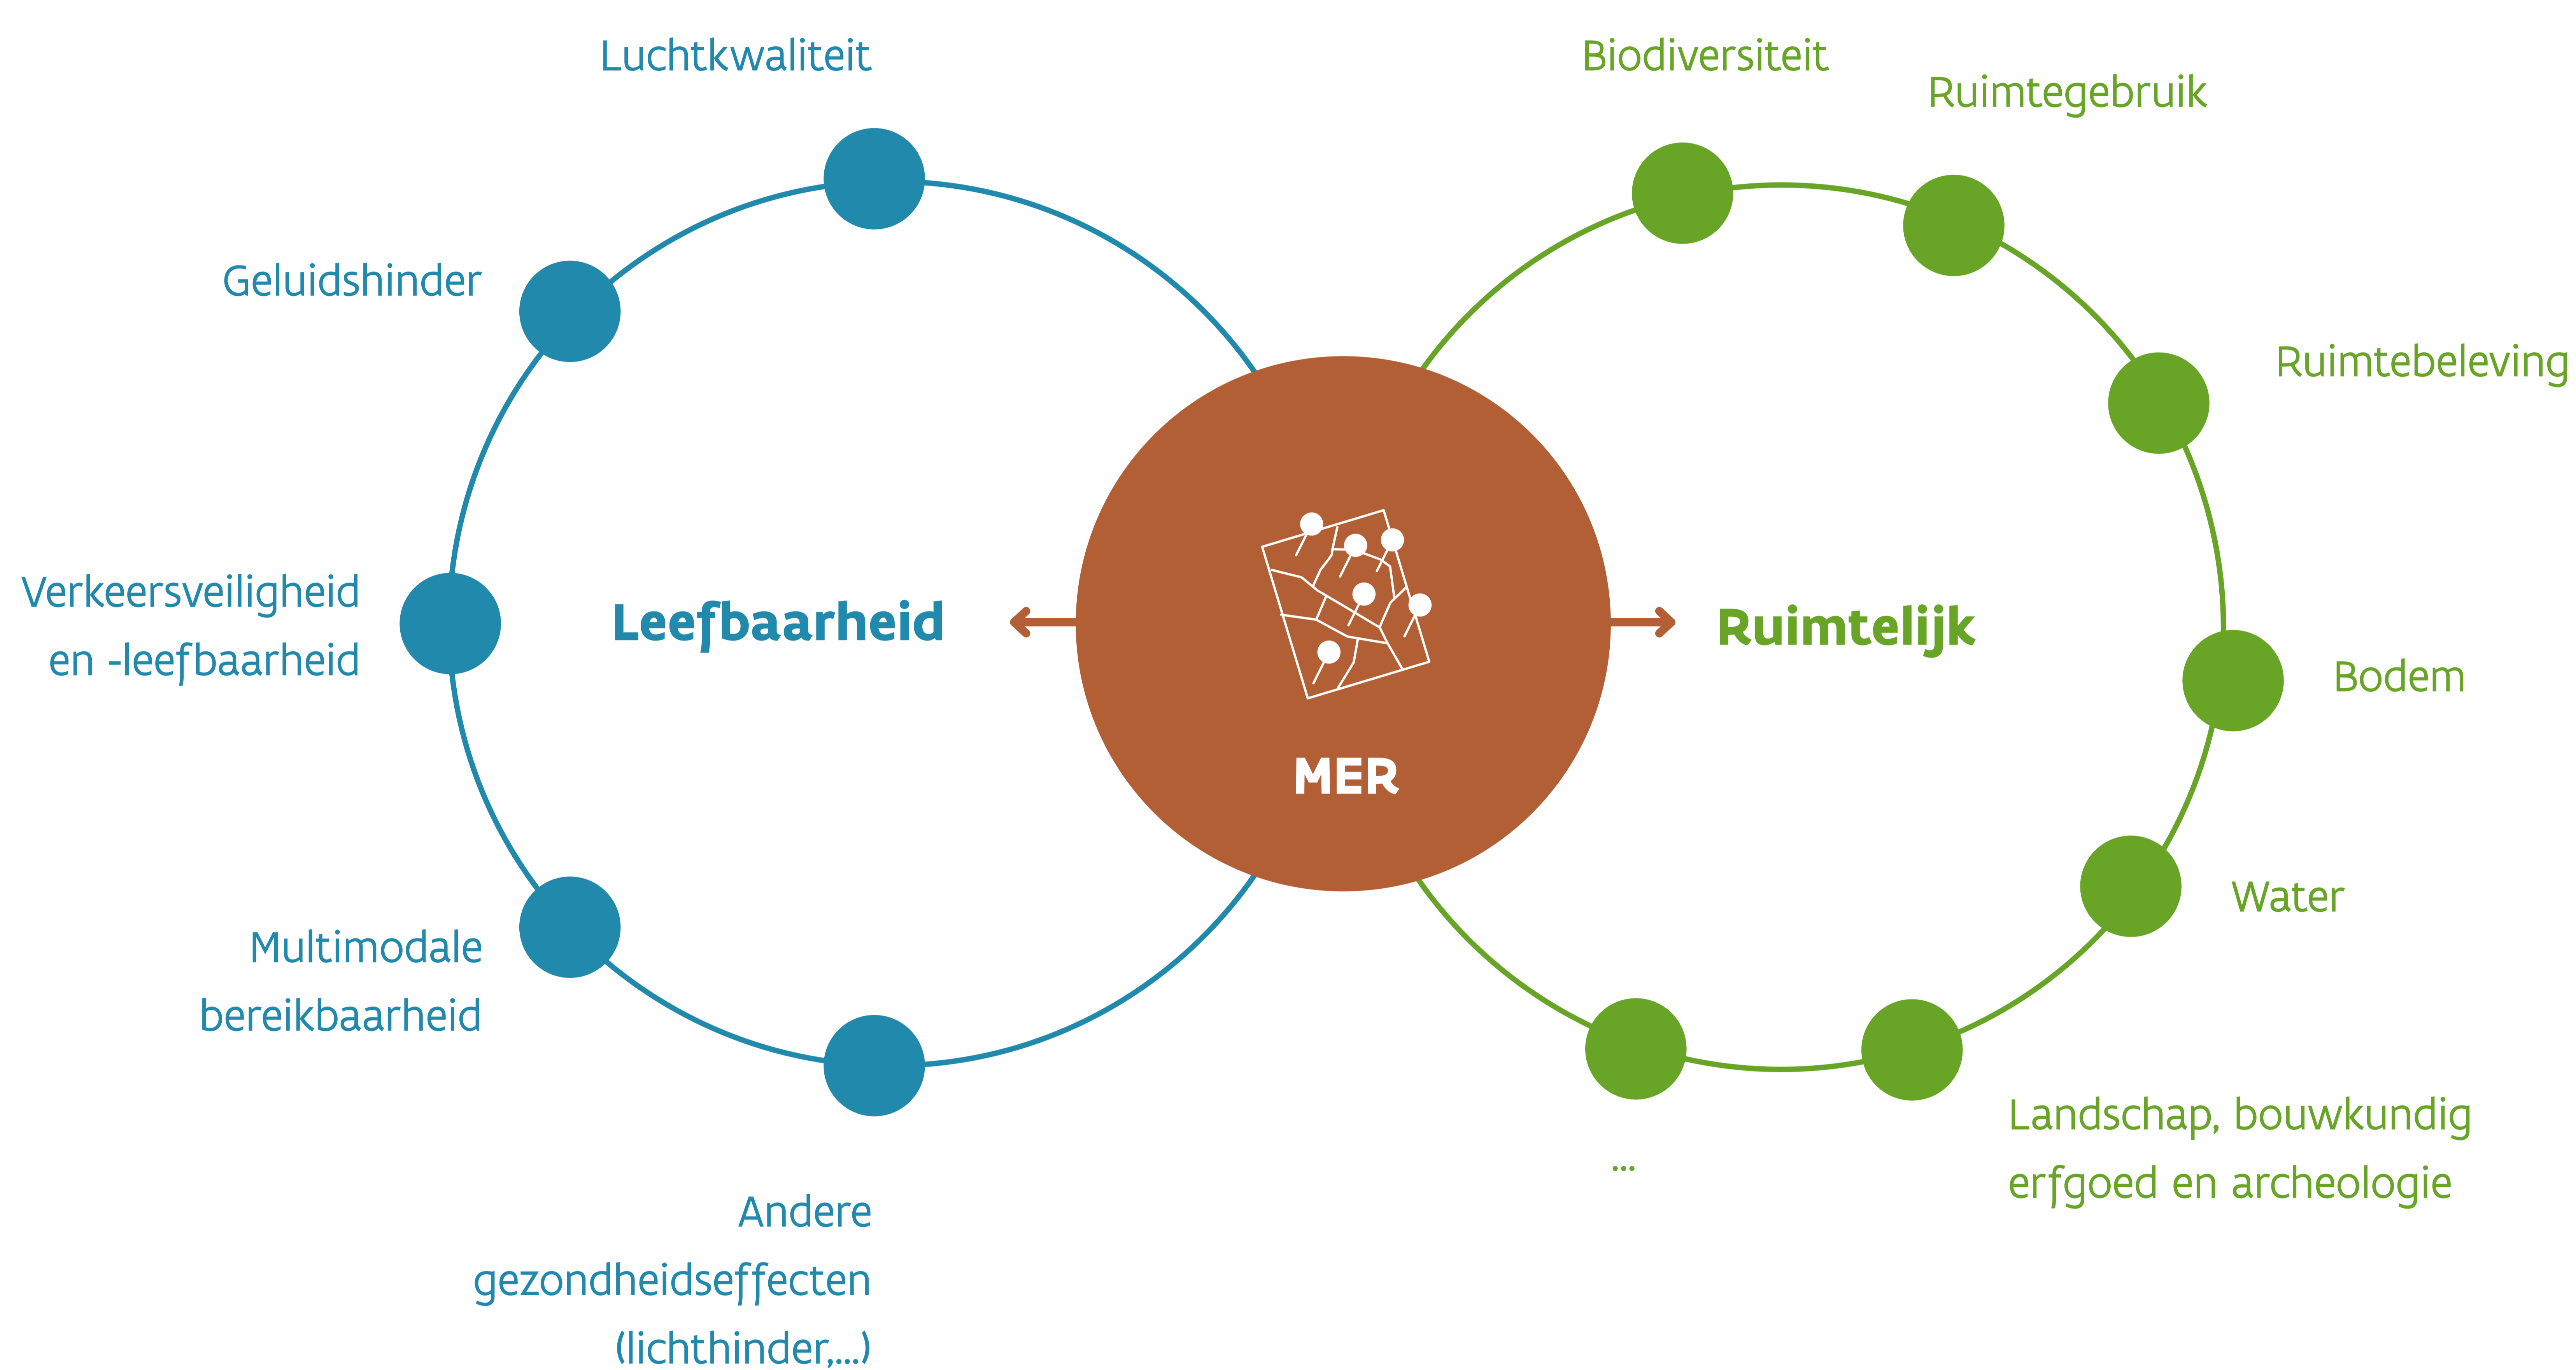 Luchtkwaliteit
Geluidshinder
Verkeersveiligheid
en -leefbaarheid
Multimodale
bereikbaarheid
Andere
gezondheidseffecten
(lichthinder,...)
Leefbaarheid
MER
Ruimtelijk
Biodiversiteit
Ruimtegebruik
Ruimtebeleving
Bodem
Water
Landschap, bouwkundig
erfgoed en archeologie
...